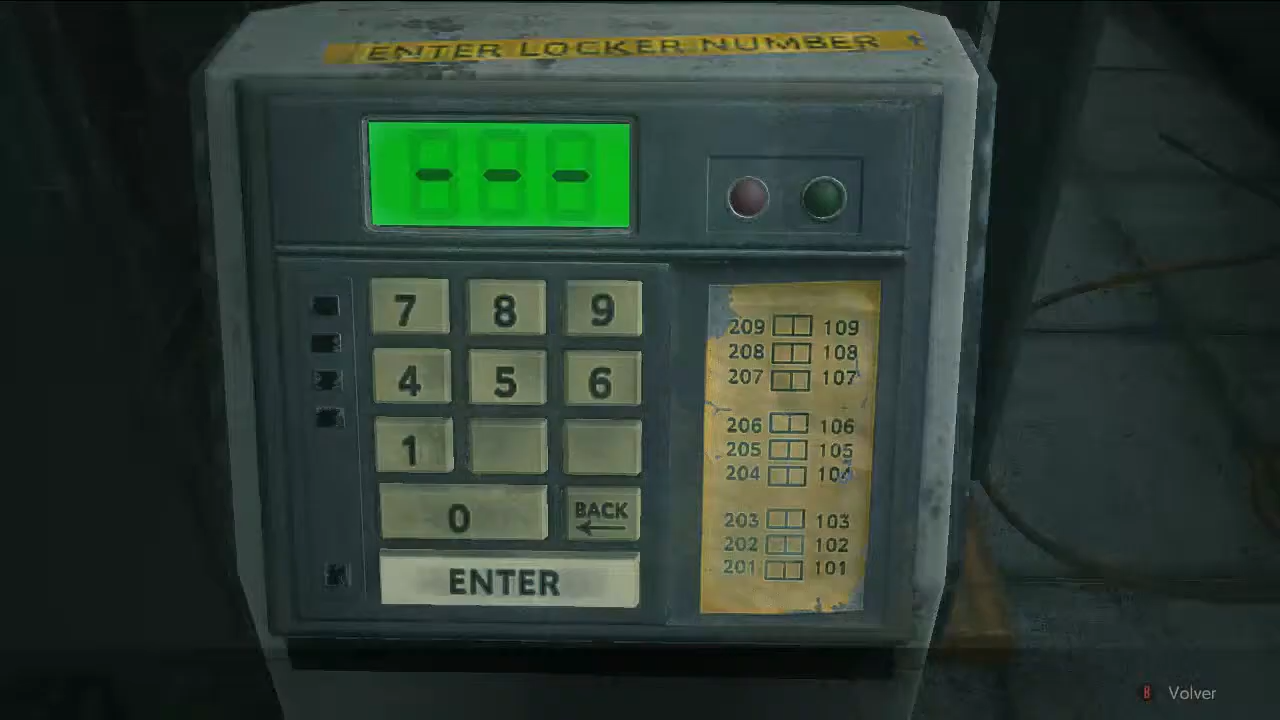 ENTER LOCKER NUMBER
---
7 8 9
4 5 6
1
0 BACK
ENTER
209 109
208 108
207 107
206 106
205 105
204 104
203 103
202 102
201 101
B Volver